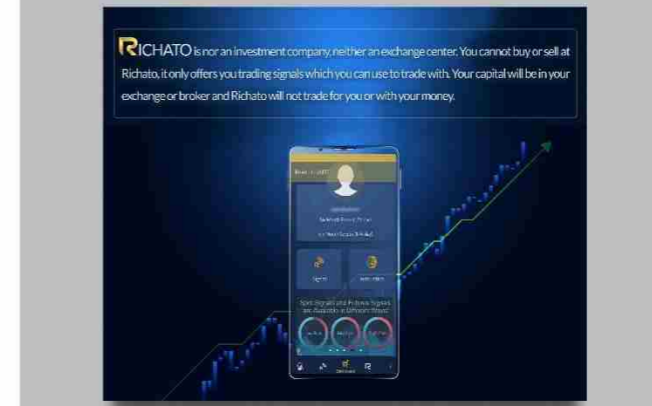 RICHATO is nor an investment company, neither an exchange center. You cannot buy or sell at
Richato, it only offers you trading signals which you can use to trade with. Your capital will be in your
exchange or broker and Richato will not trade for you or with your money.
Spot Signals and Futures Signals
are Available in Different Risks!